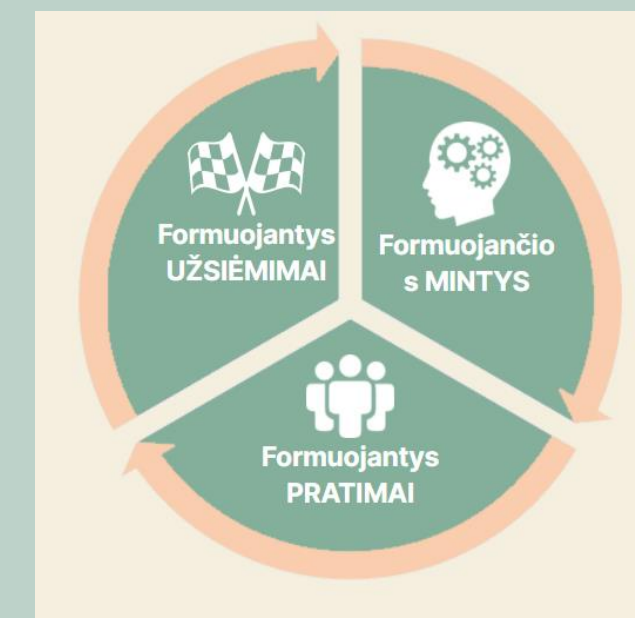 Formuojantys
UŽSIĖMIMAI
Formuojančio
s MINTYS
Formuojantys
PRATIMAI